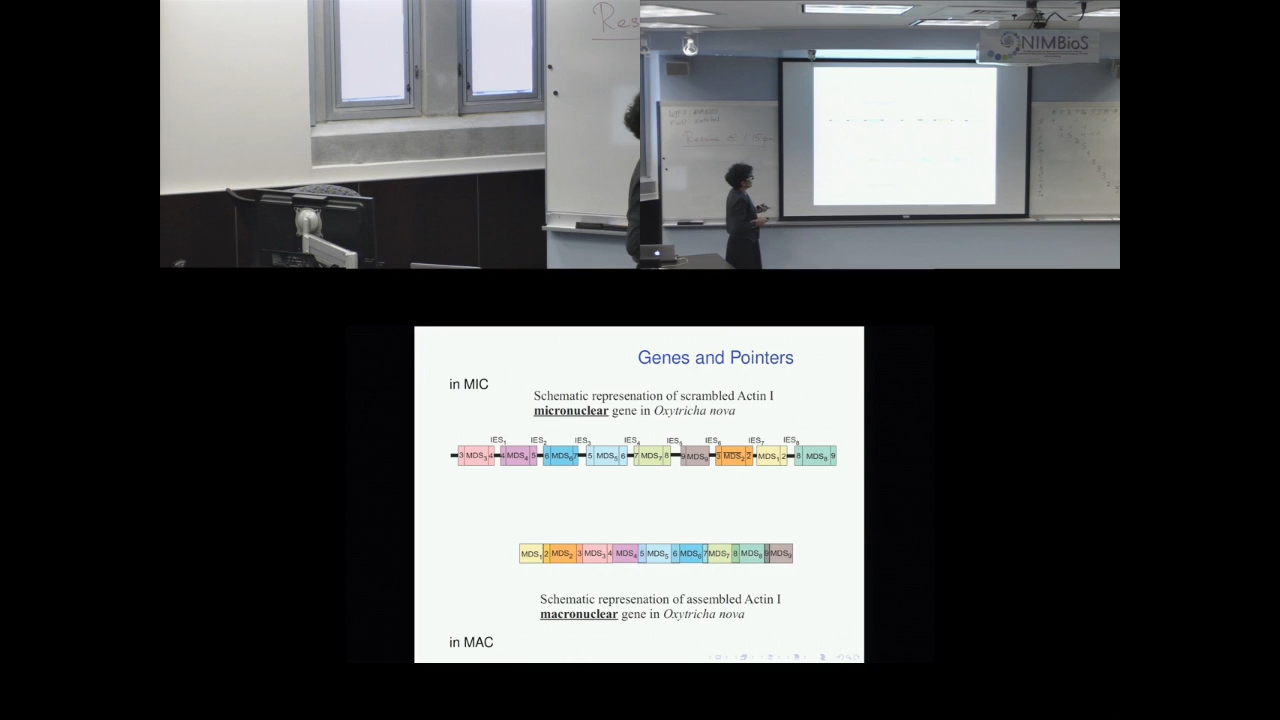 Res
NIMBioS
Resume @ 1:15pm
Genes and Pointers
in MIC
Schematic represenation of scrambled Actin I
micronuclear gene in Oxytricha nova
IES1 IES2 IES3 IES4 IES5 IES6 IES7 IES8
3 MDS3 4 4 MDS4 5 6 MDS6 7 5 MDS5 6 7 MDS7 8 9 MDS9 3 MDS2 2 MDS1 2 8 MDS8 9
MDS1 2 MDS2 3 MDS3 4 MDS4 5 MDS5 6 MDS6 7 MDS7 8 MDS8 9 MDS9
Schematic represenation of assembled Actin I
macronuclear gene in Oxytricha nova
in MAC